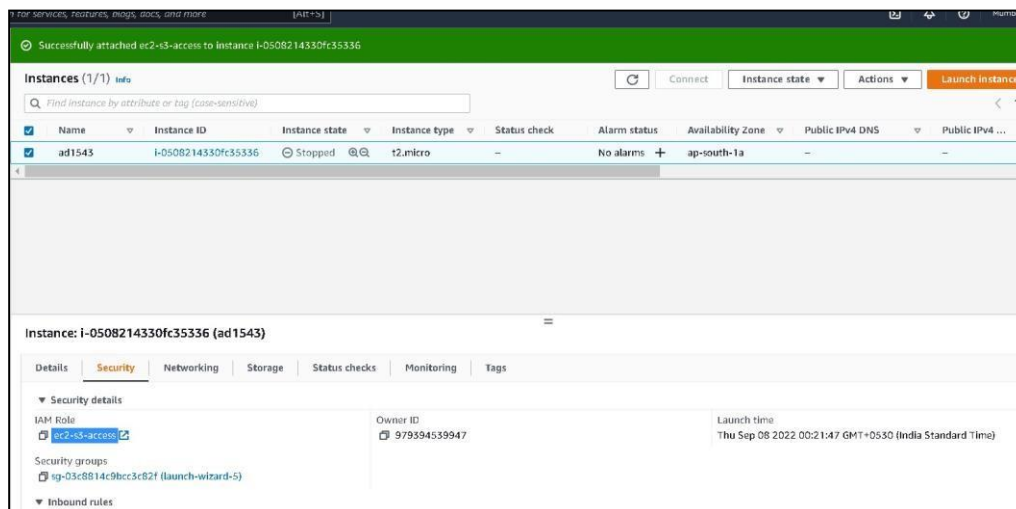 n for services, features, blogs, docs, and more [Alt+S]
Successfully attached ec2-s3-access to instance i-0508214330fc35336
Instances (1/1) Info Connect Instance state Actions Launch instance
Find instance by attribute or tag (case-sensitive)
Name Instance ID Instance state Instance type Status check Alarm status Availability Zone Public IPv4 DNS Public IPv4 ...
ad1543 i-0508214330fc35336 Stopped t2.micro – No alarms + ap-south-1a – –
Instance: i-0508214330fc35336 (ad1543)
Details Security Networking Storage Status checks Monitoring Tags
Security details
IAM Role Owner ID Launch time
ec2-s3-access 979394539947 Thu Sep 08 2022 00:21:47 GMT+0530 (India Standard Time)
Security groups
sg-03c8814c9bcc3c82f (launch-wizard-5)
Inbound rules